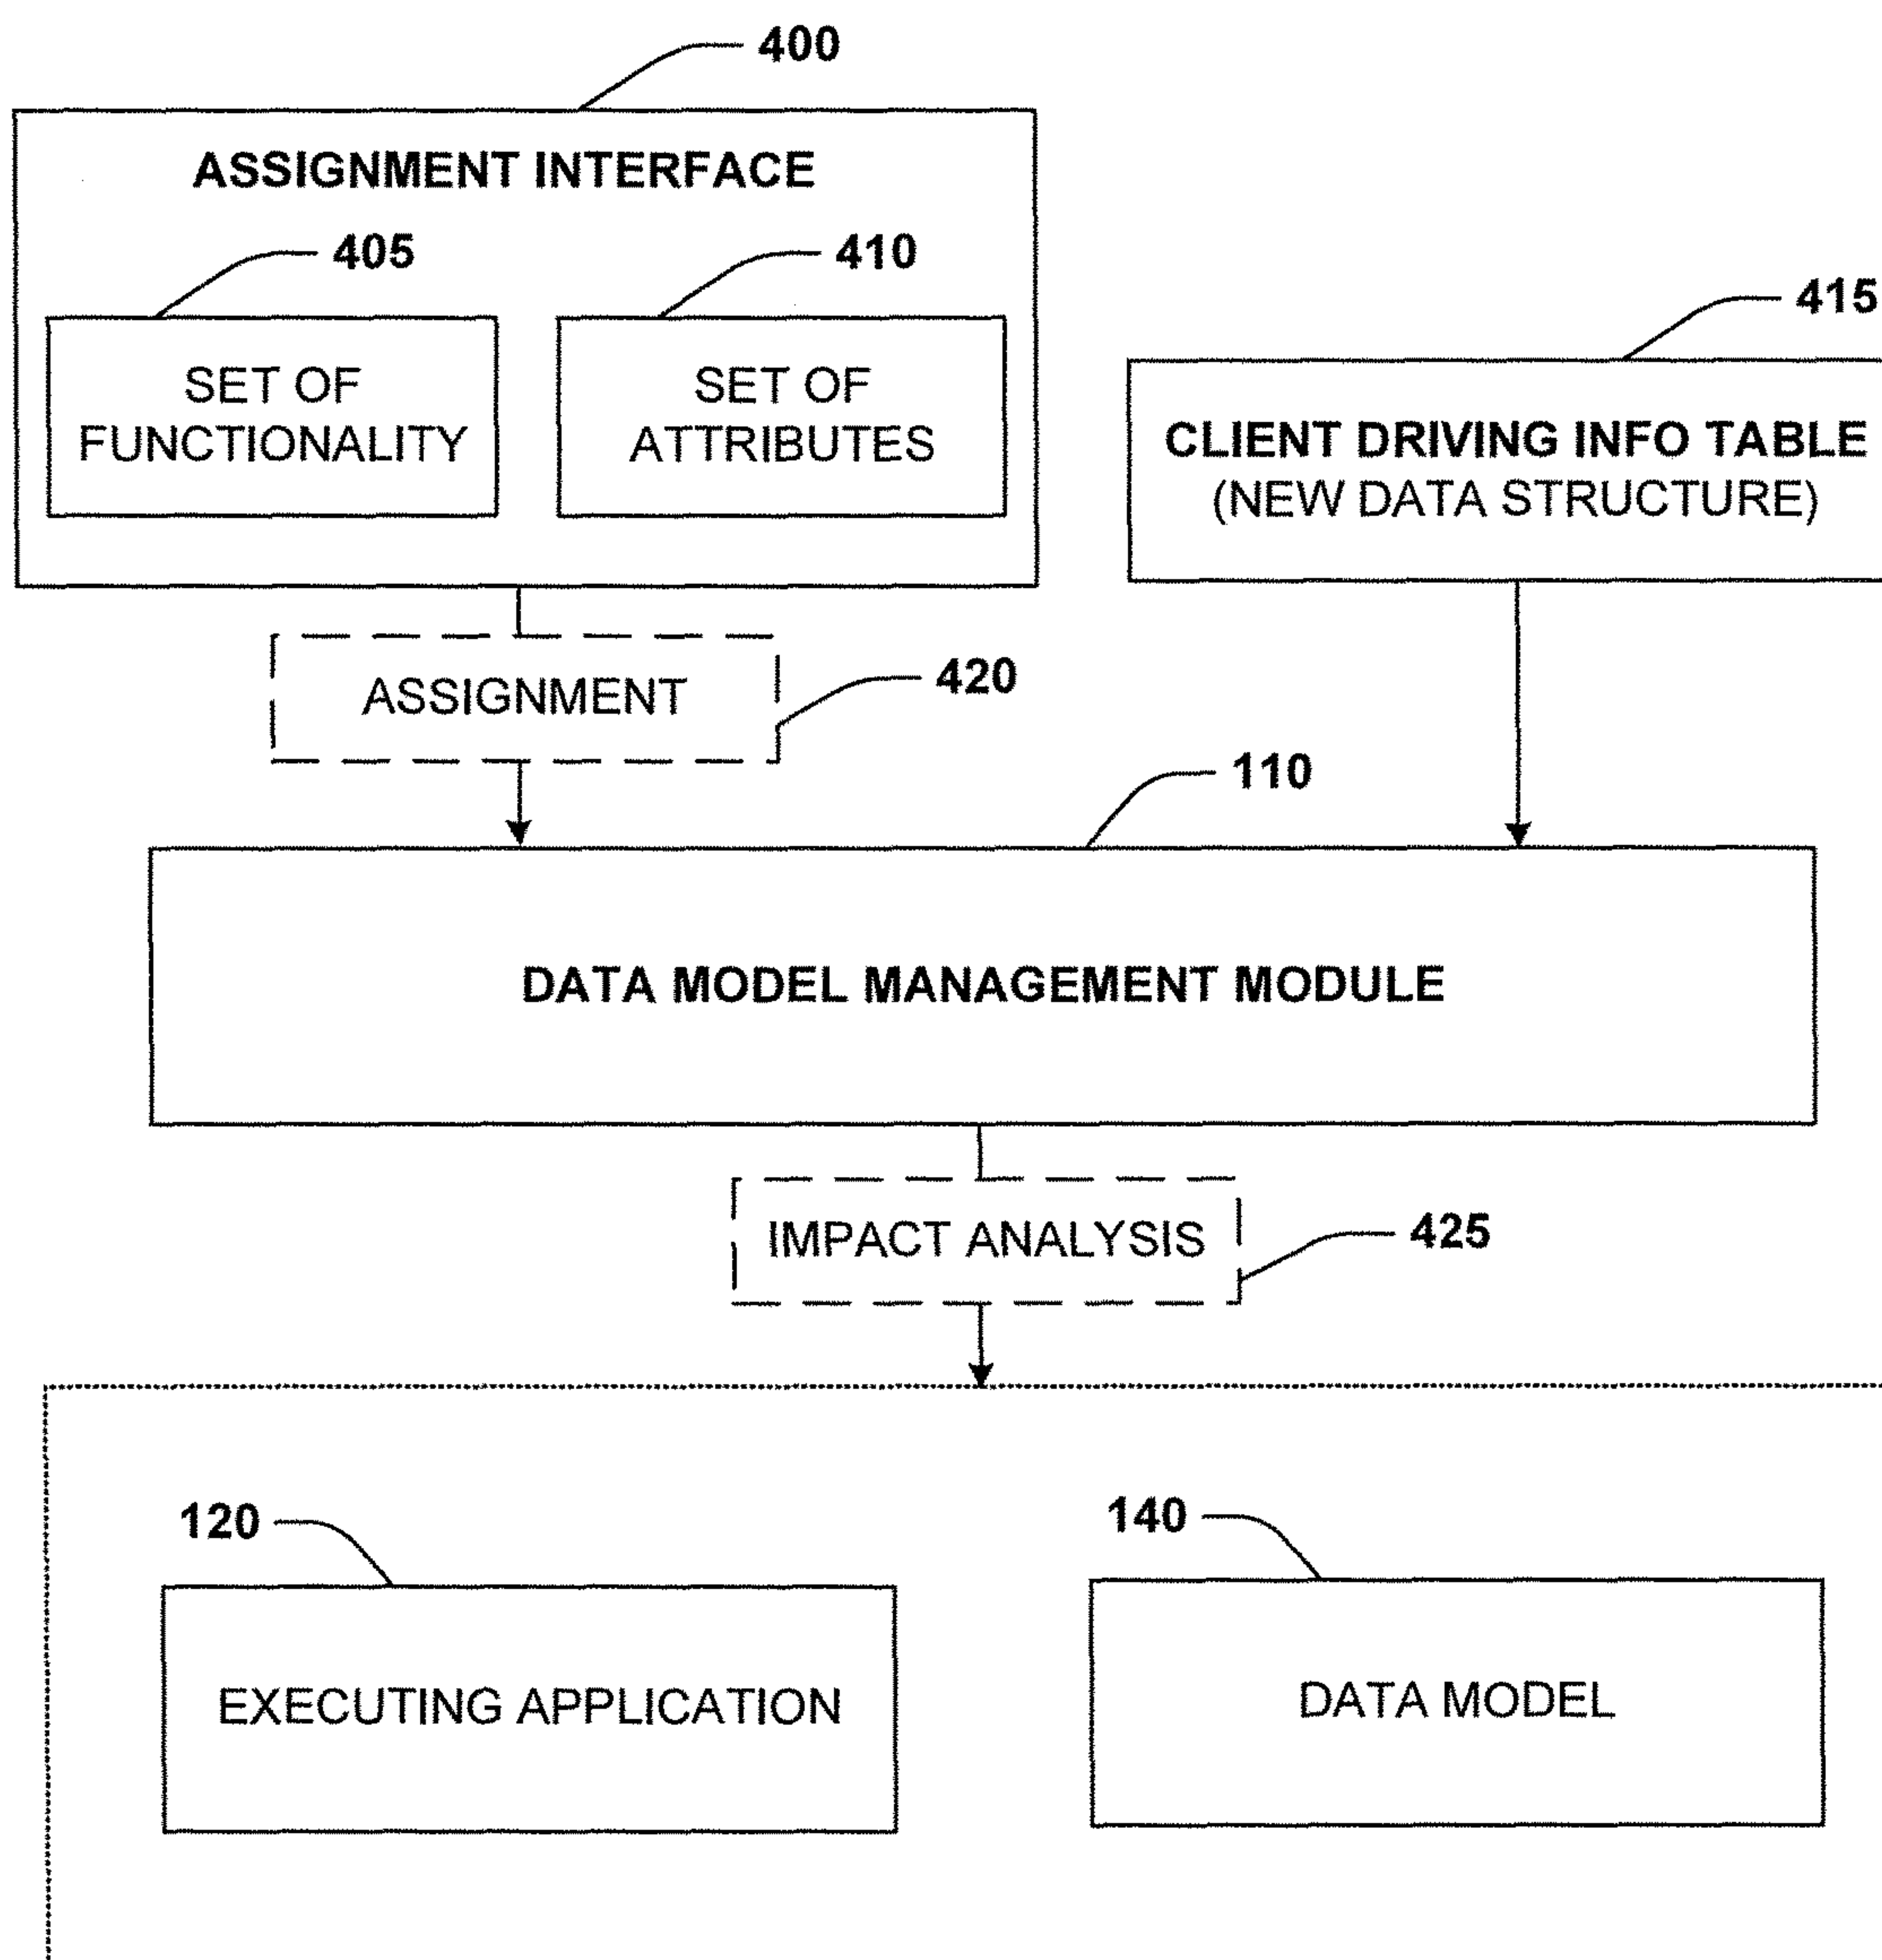 400
ASSIGNMENT INTERFACE
405
410
SET OF
FUNCTIONALITY
SET OF
ATTRIBUTES
415
CLIENT DRIVING INFO TABLE
(NEW DATA STRUCTURE)
ASSIGNMENT
420
110
DATA MODEL MANAGEMENT MODULE
IMPACT ANALYSIS
425
120
140
EXECUTING APPLICATION
DATA MODEL